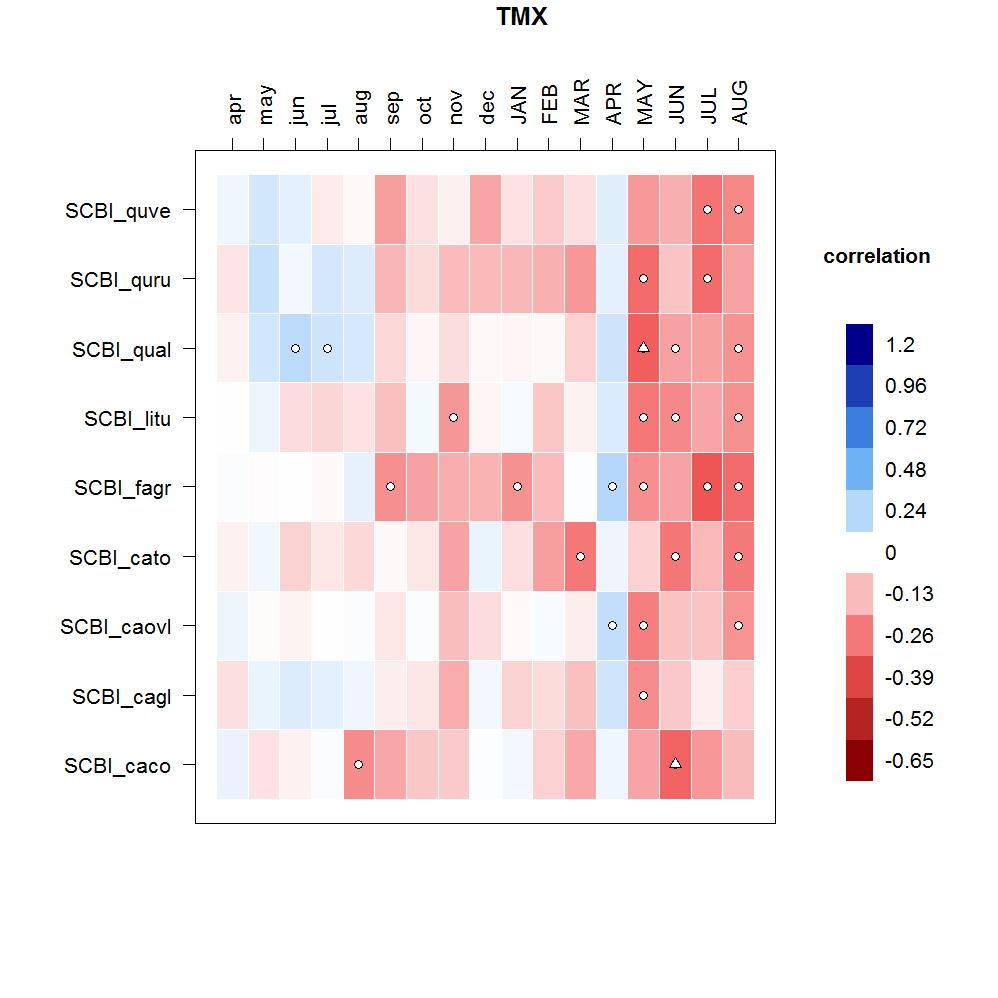 TMX
apr may jun jul aug sep oct nov dec JAN FEB MAR APR MAY JUN JUL AUG
SCBI_quve
SCBI_quru
SCBI_qual
SCBI_litu
SCBI_fagr
SCBI_cato
SCBI_caovl
SCBI_cagl
SCBI_caco
correlation
1.2
0.96
0.72
0.48
0.24
0
-0.13
-0.26
-0.39
-0.52
-0.65